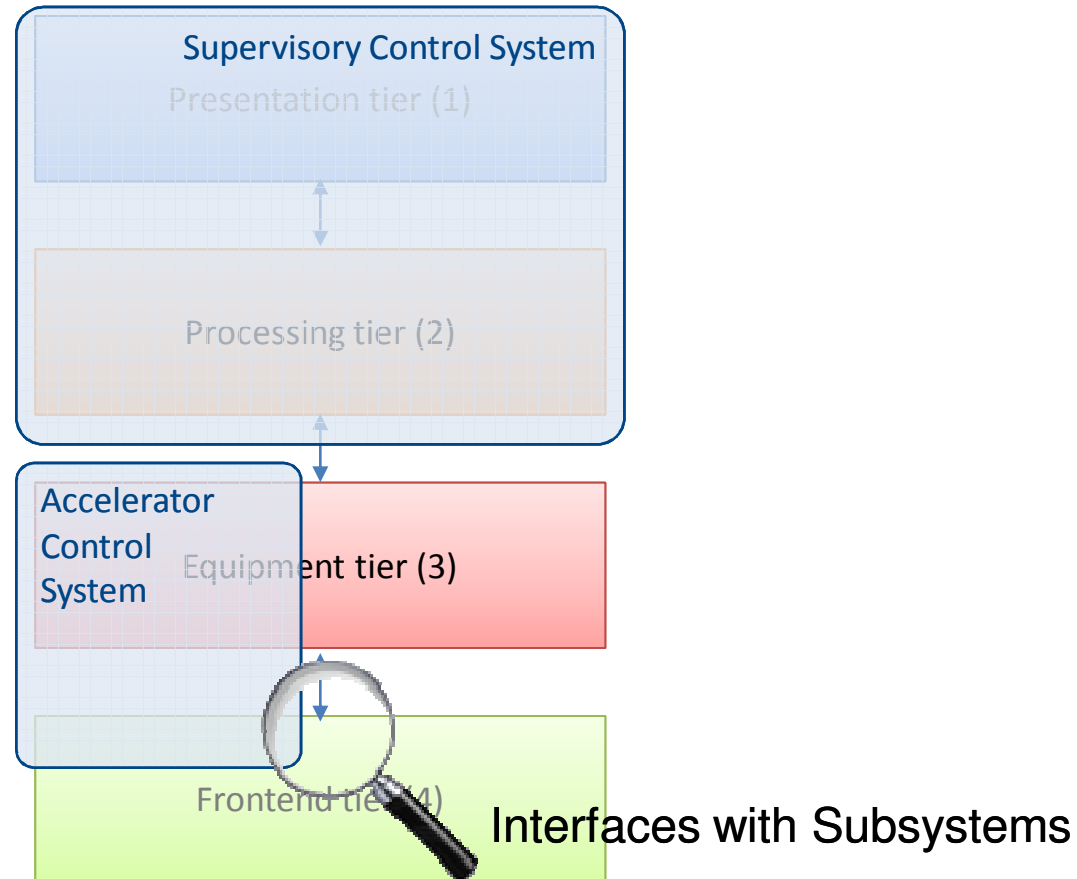 Supervisory Control System
Presentation tier (1)
Processing tier (2)
Accelerator
Control
System
Equipment tier (3)
Frontend tier (4)
Interfaces with Subsystems